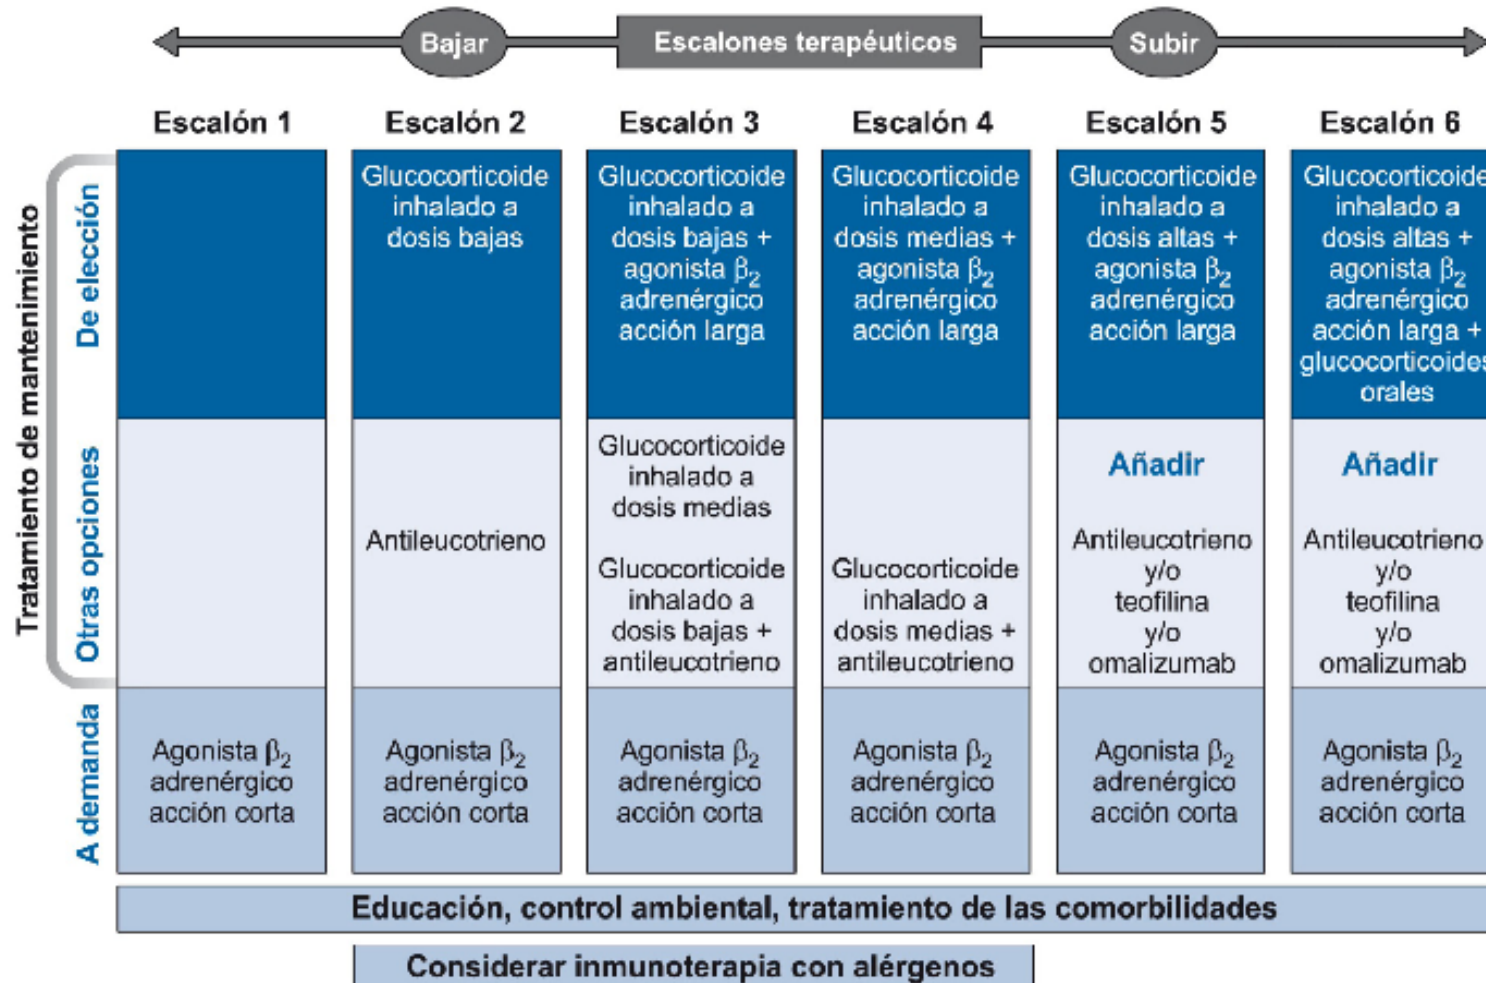 Bajar
Escalones terapéuticos
Subir
Escalón 1
Escalón 2
Escalón 3
Escalón 4
Escalón 5
Escalón 6
Tratamiento de mantenimiento
De elección
Glucocorticoide
inhalado a
dosis bajas
Glucocorticoide
inhalado a
dosis bajas +
agonista β₂
adrenérgico
acción larga
Glucocorticoide
inhalado a
dosis medias +
agonista β₂
adrenérgico
acción larga
Glucocorticoide
inhalado a
dosis altas +
agonista β₂
adrenérgico
acción larga
Glucocorticoide
inhalado a
dosis altas +
agonista β₂
adrenérgico
acción larga +
glucocorticoides
orales
Otras opciones
Antileucotrieno
Glucocorticoide
inhalado a
dosis medias
Glucocorticoide
inhalado a
dosis bajas +
antileucotrieno
Glucocorticoide
inhalado a
dosis medias +
antileucotrieno
Añadir
Antileucotrieno
y/o
teofilina
y/o
omalizumab
Añadir
Antileucotrieno
y/o
teofilina
y/o
omalizumab
A demanda
Agonista β₂
adrenérgico
acción corta
Agonista β₂
adrenérgico
acción corta
Agonista β₂
adrenérgico
acción corta
Agonista β₂
adrenérgico
acción corta
Agonista β₂
adrenérgico
acción corta
Agonista β₂
adrenérgico
acción corta
Educación, control ambiental, tratamiento de las comorbilidades
Considerar inmunoterapia con alérgenos